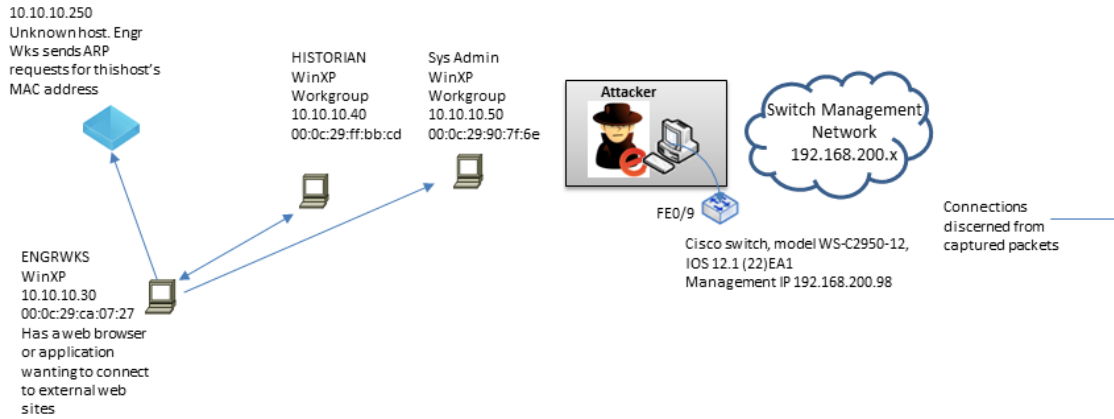 10.10.10.250
Unknown host. Engr
Wks sends ARP
requests for thishost's
MAC address
HISTORIAN
WinXP
Workgroup
10.10.10.40
00:0c:29:ff:bb:cd
Sys Admin
WinXP
Workgroup
10.10.10.50
00:0c:29:90:7f:6e
Attacker
Switch Management
Network
192.168.200.x
FE0/9
Cisco switch, model WS-C2950-12,
IOS 12.1 (22)EA1
Management IP 192.168.200.98
Connections
discerned from
captured packets
ENGRWKS
WinXP
10.10.10.30
00:0c:29:ca:07:27
Has a web browser
or application
wanting to connect
to external web
sites